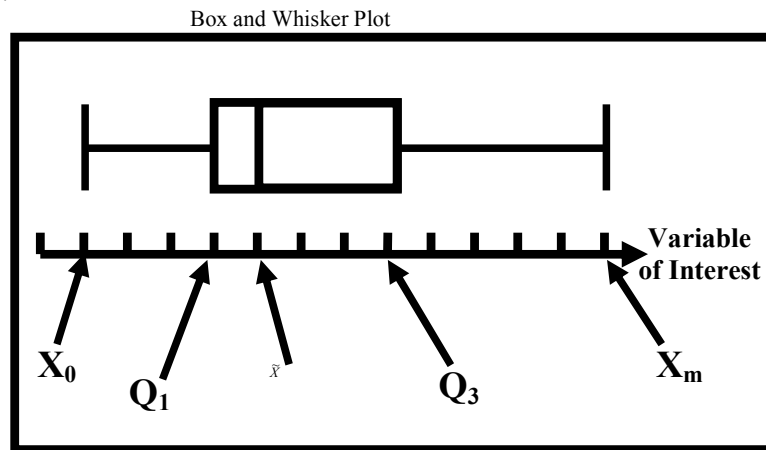 Box and Whisker Plot
Variable
of Interest
X₀
Q₁
x̃
Q₃
Xₘ